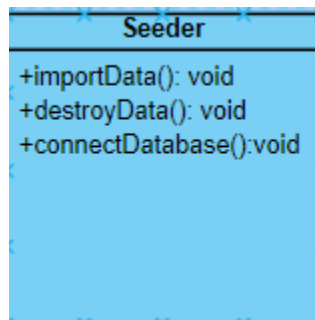 Seeder
+importData(): void
+destroyData(): void
+connectDatabase():void